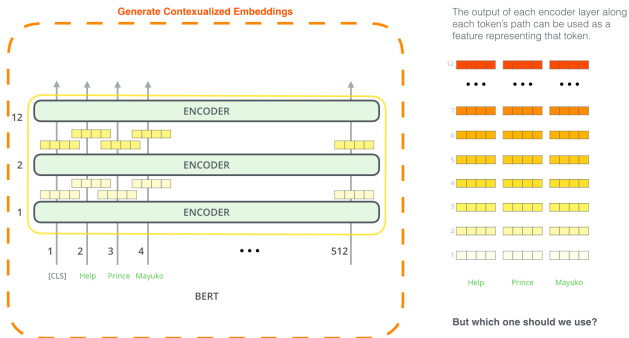 Generate Contexualized Embeddings
12
ENCODER
2
ENCODER
1
ENCODER
1 2 3 4 ••• 512
[CLS] Help Prince Mayuko
BERT
The output of each encoder layer along
each token's path can be used as a
feature representing that token.
12
•••  •••  •••
7
6
5
4
3
2
1
Help Prince Mayuko
But which one should we use?